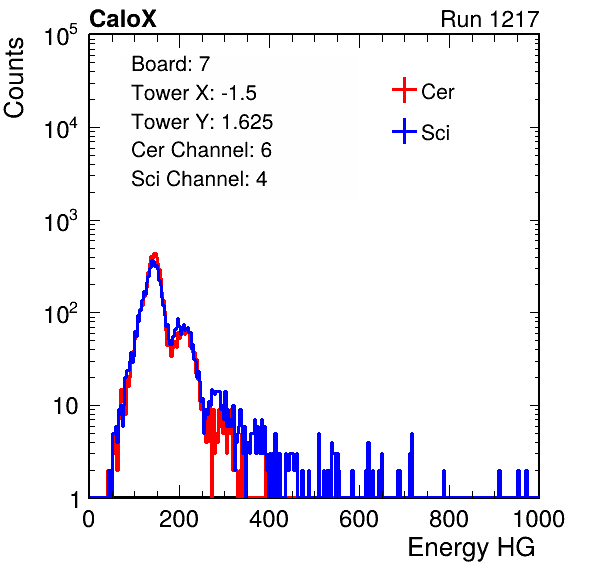 CaloX
Run 1217
Counts
10^5
10^4
10^3
10^2
10
1
Board: 7
Tower X: -1.5
Tower Y: 1.625
Cer Channel: 6
Sci Channel: 4
Cer
Sci
0 200 400 600 800 1000
Energy HG